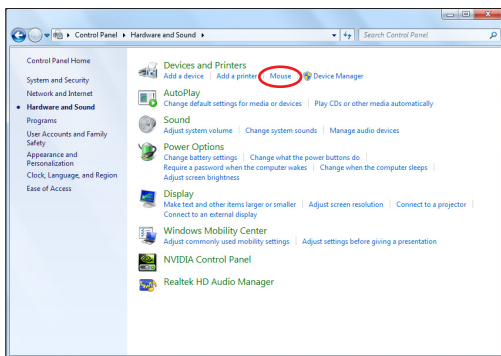 Control Panel ▸ Hardware and Sound ▸
Search Control Panel
Control Panel Home
System and Security
Network and Internet
Hardware and Sound
Programs
User Accounts and Family
Safety
Appearance and
Personalization
Clock, Language, and Region
Ease of Access
Devices and Printers
Add a device | Add a printer | Mouse | Device Manager
AutoPlay
Change default settings for media or devices | Play CDs or other media automatically
Sound
Adjust system volume | Change system sounds | Manage audio devices
Power Options
Change battery settings | Change what the power buttons do |
Require a password when the computer wakes | Change when the computer sleeps |
Adjust screen brightness
Display
Make text and other items larger or smaller | Adjust screen resolution | Connect to a projector |
Connect to an external display
Windows Mobility Center
Adjust commonly used mobility settings | Adjust settings before giving a presentation
NVIDIA Control Panel
Realtek HD Audio Manager